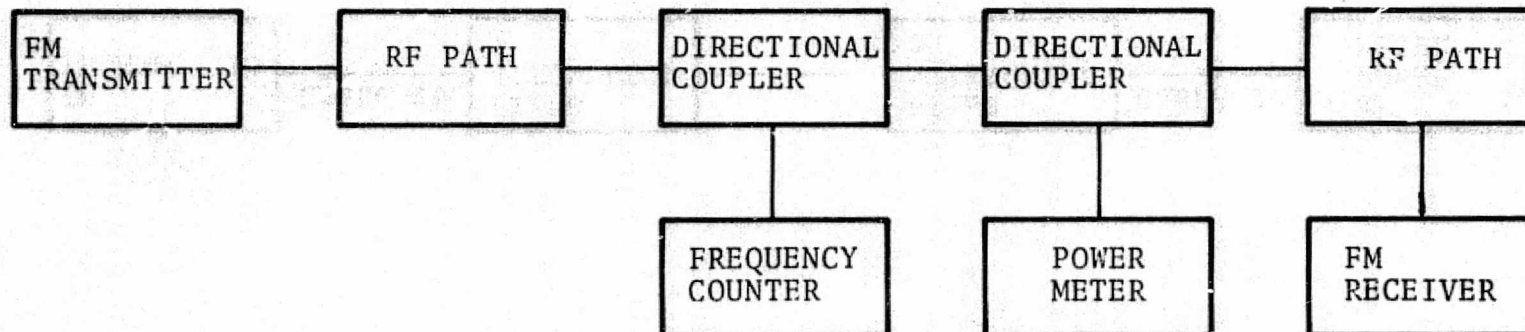 FM
TRANSMITTER
RF PATH
DIRECTIONAL
COUPLER
DIRECTIONAL
COUPLER
RF PATH
FREQUENCY
COUNTER
POWER
METER
FM
RECEIVER